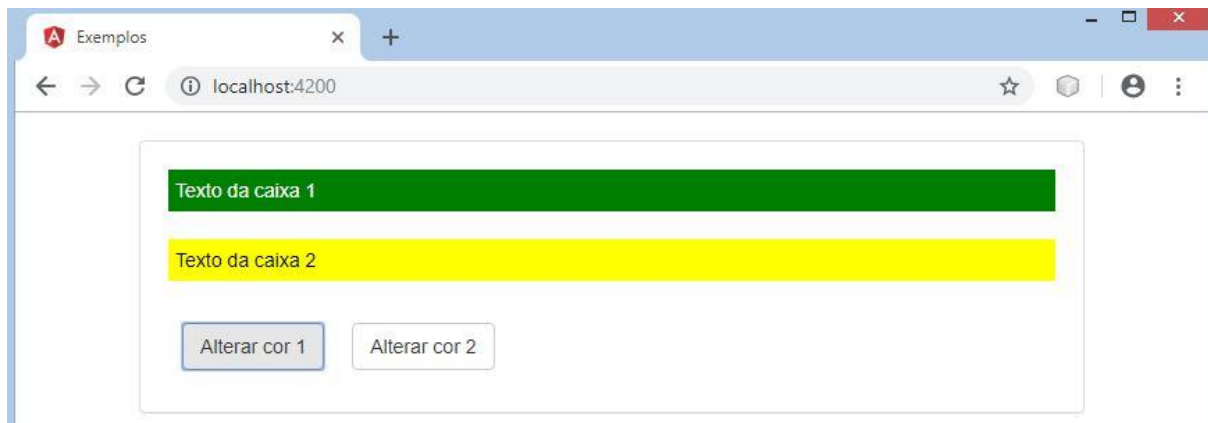 Exemplos
localhost:4200
Texto da caixa 1
Texto da caixa 2
Alterar cor 1
Alterar cor 2